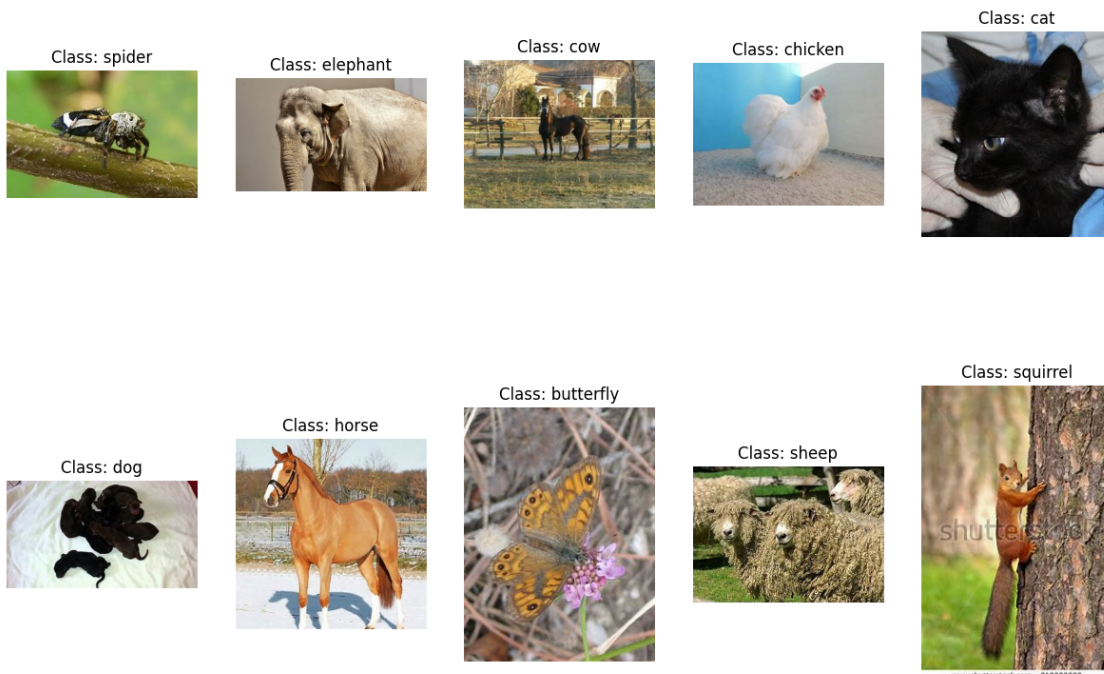 Class: spider
Class: elephant
Class: cow
Class: chicken
Class: cat
Class: dog
Class: horse
Class: butterfly
Class: sheep
Class: squirrel